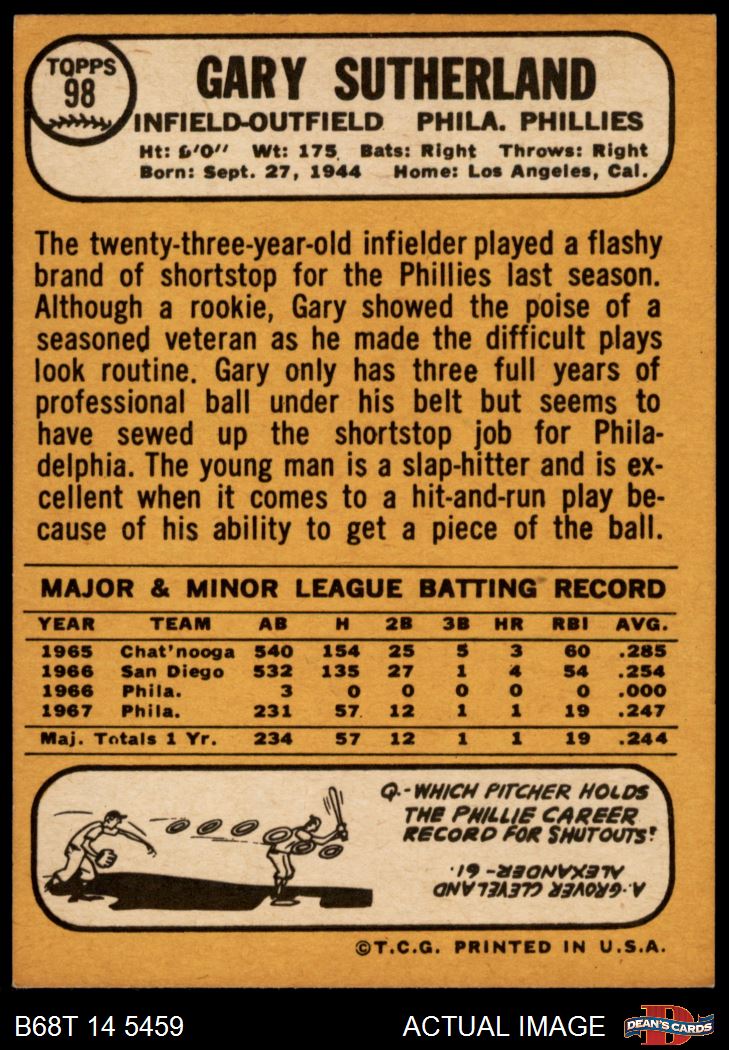 TOPPS
98
GARY SUTHERLAND
INFIELD-OUTFIELD PHILA. PHILLIES
Ht: 6'0" Wt: 175 Bats: Right Throws: Right
Born: Sept. 27, 1944 Home: Los Angeles, Cal.
The twenty-three-year-old infielder played a flashy
brand of shortstop for the Phillies last season.
Although a rookie, Gary showed the poise of a
seasoned veteran as he made the difficult plays
look routine. Gary only has three full years of
professional ball under his belt but seems to
have sewed up the shortstop job for Phila-
delphia. The young man is a slap-hitter and is ex-
cellent when it comes to a hit-and-run play be-
cause of his ability to get a piece of the ball.
MAJOR & MINOR LEAGUE BATTING RECORD
YEAR TEAM AB H 2B 3B HR RBI AVG.
1965 Chat'nooga 540 154 25 5 3 60 .285
1966 San Diego 532 135 27 1 4 54 .254
1966 Phila. 3 0 0 0 0 0 .000
1967 Phila. 231 57 12 1 1 19 .247
Maj. Totals 1 Yr. 234 57 12 1 1 19 .244
Q.-WHICH PITCHER HOLDS
THE PHILLIE CAREER
RECORD FOR SHUTOUTS?
A.GROVER CLEVELAND
ALEXANDER-61.
©T.C.G. PRINTED IN U.S.A.
B68T 14 5459
ACTUAL IMAGE
D
DEAN'S CARDS